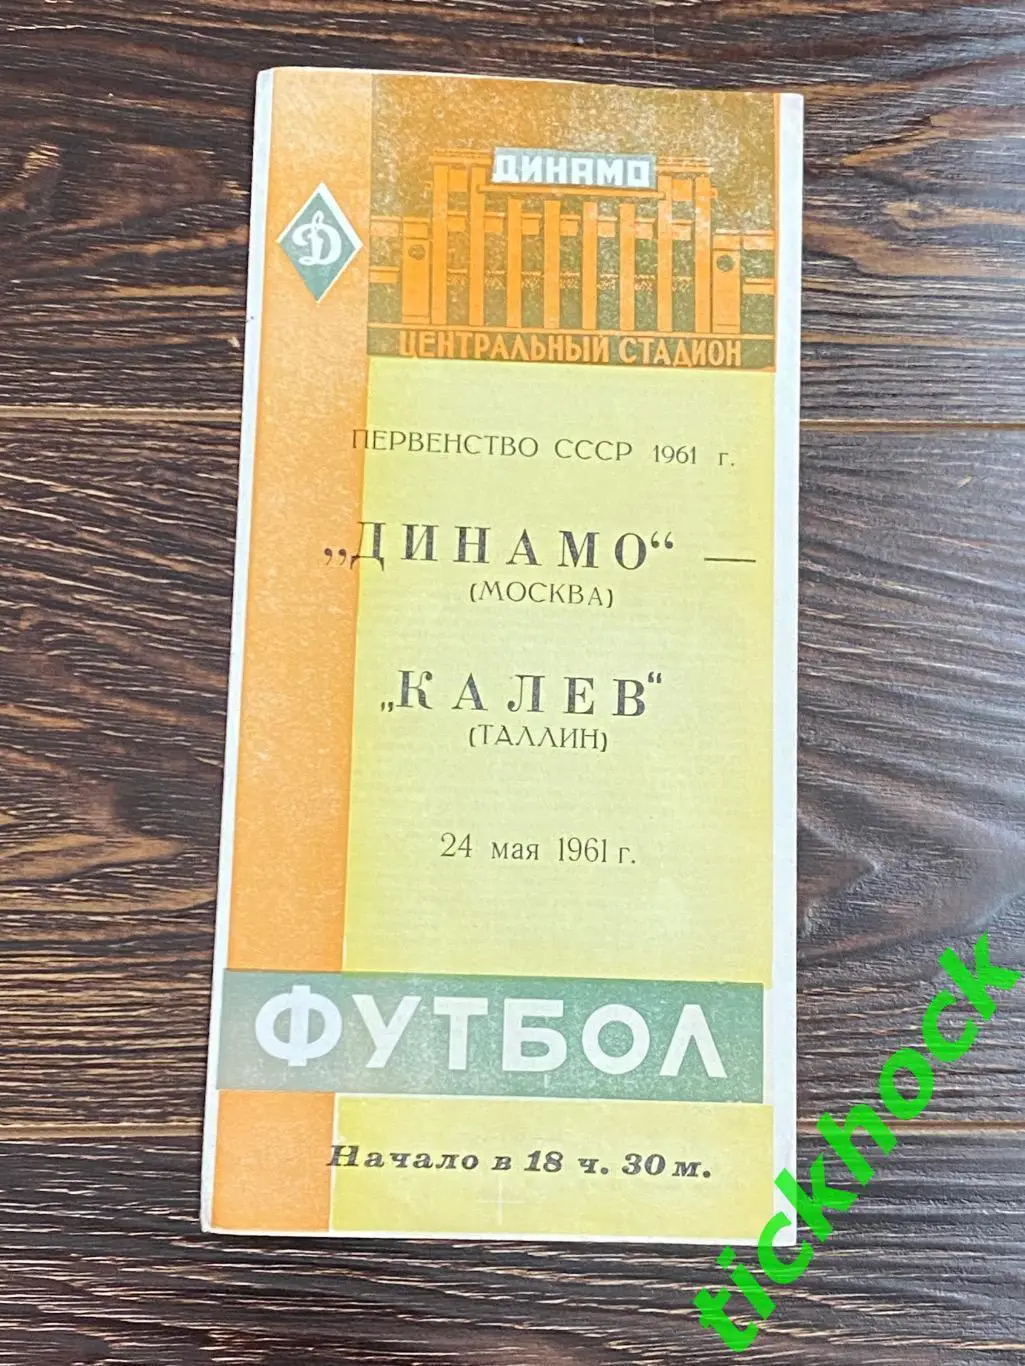 ДИНАМО
Д
ЦЕНТРАЛЬНЫЙ СТАДИОН
ПЕРВЕНСТВО СССР 1961 г.
„ДИНАМО“ —
(МОСКВА)
„КАЛЕВ“
(ТАЛЛИН)
24 мая 1961 г.
ФУТБОЛ
Начало в 18 ч. 30 м.
tickhock